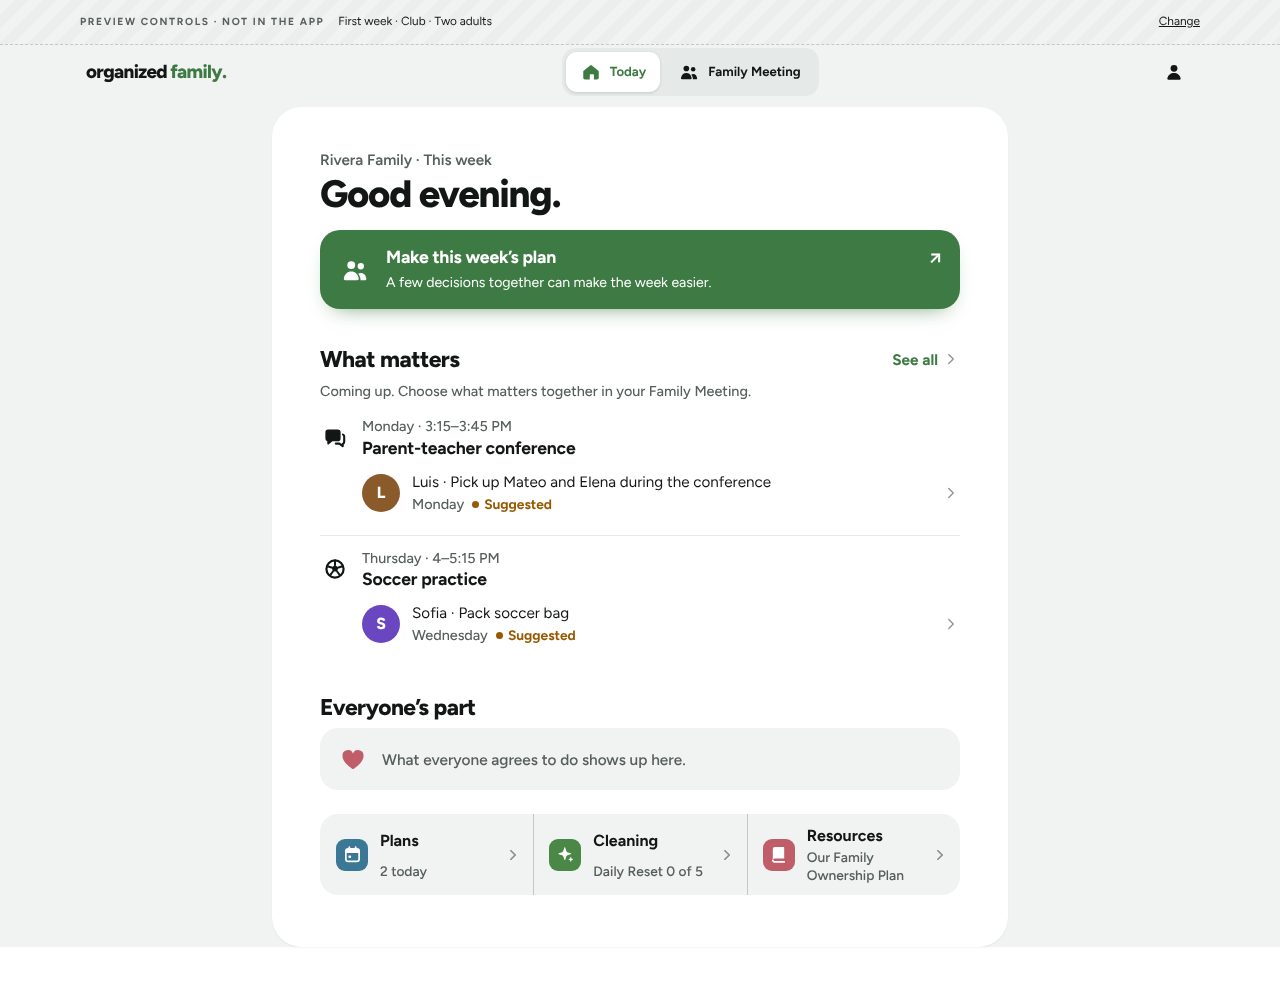 PREVIEW CONTROLS · NOT IN THE APP First week · Club · Two adults Change
organized family. Today Family Meeting
Rivera Family · This week
Good evening.
Make this week’s plan
A few decisions together can make the week easier.
What matters See all
Coming up. Choose what matters together in your Family Meeting.
Monday · 3:15–3:45 PM
Parent-teacher conference
L Luis · Pick up Mateo and Elena during the conference
Monday Suggested
Thursday · 4–5:15 PM
Soccer practice
S Sofia · Pack soccer bag
Wednesday Suggested
Everyone’s part
What everyone agrees to do shows up here.
Plans
2 today
Cleaning
Daily Reset 0 of 5
Resources
Our Family
Ownership Plan